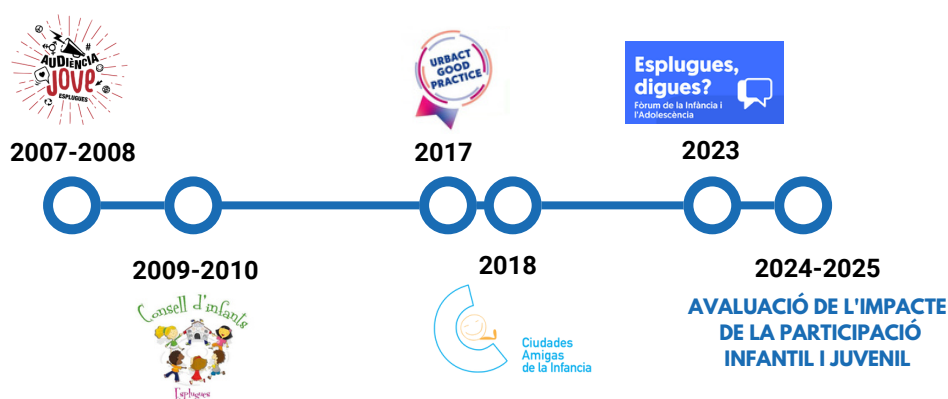 AUDIÈNCIA
JOVE
ESPLUGUES
2007-2008
URBACT
GOOD
PRACTICE
2017
Esplugues,
digues?
Fòrum de la Infància i
l'Adolescència
2023
2009-2010
Consell d'infants
Esplugues
2018
Ciudades
Amigas
de la Infancia
2024-2025
AVALUACIÓ DE L'IMPACTE
DE LA PARTICIPACIÓ
INFANTIL I JUVENIL